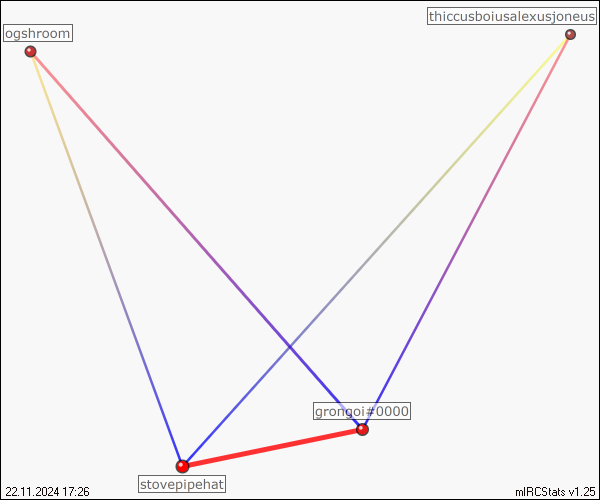 thiccusboiusalexusjoneus
ogshroom
grongoi#0000
stovepipehat
22.11.2024 17:26
mIRCStats v1.25